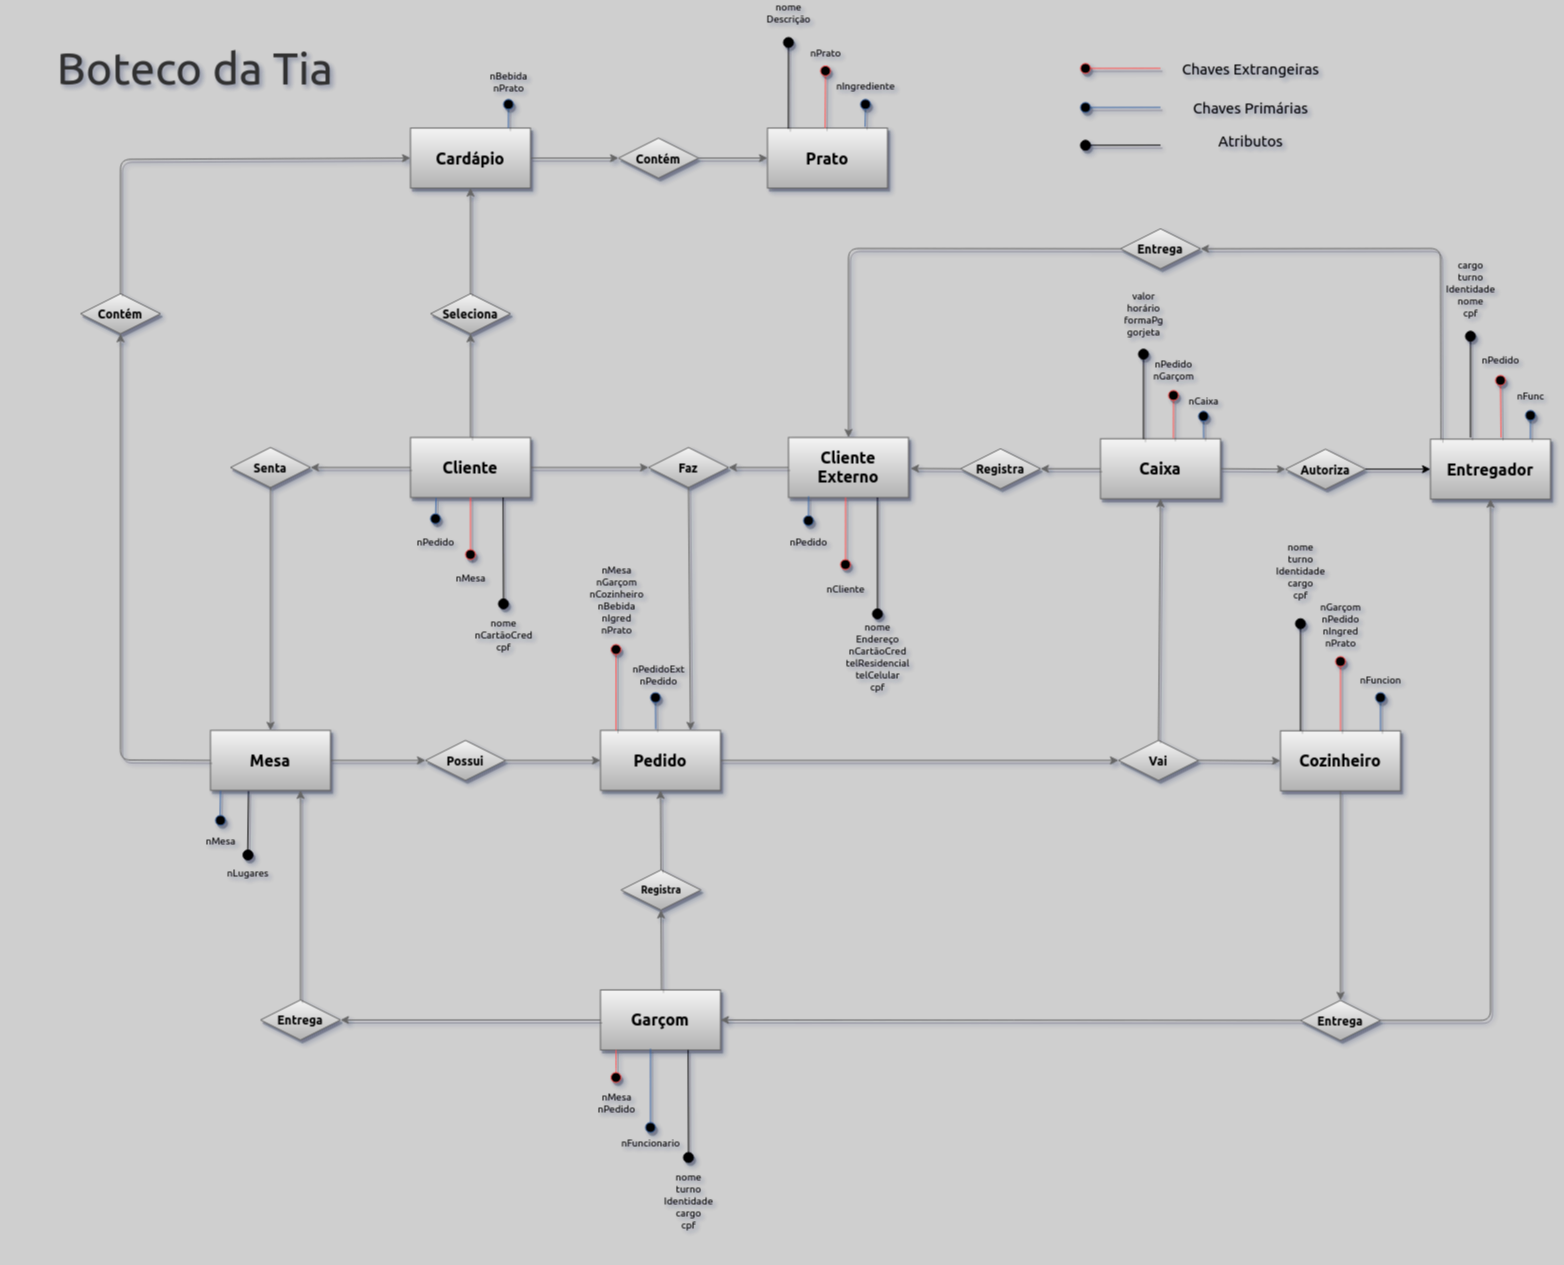 nome
Descrição
Boteco da Tia
nPrato
Chaves Extrangeiras
nBebida
nPrato
nIngrediente
Chaves Primárias
Atributos
Cardápio
Contém
Prato
Entrega
cargo
turno
Identidade
nome
cpf
Contém
Seleciona
valor
horário
formaPg
gorjeta
nPedido
nGarçom
nCaixa
nPedido
nFunc
Senta
Cliente
Faz
Cliente
Externo
Registra
Caixa
Autoriza
Entregador
nPedido
nMesa
nome
nCartãoCred
cpf
nPedido
nCliente
nome
Endereço
nCartãoCred
telResidencial
telCelular
cpf
nMesa
nGarçom
nCozinheiro
nBebida
nIgred
nPrato
nPedidoExt
nPedido
nome
turno
Identidade
cargo
cpf
nGarçom
nPedido
nIngred
nPrato
nFuncion
Mesa
Possui
Pedido
Vai
Cozinheiro
nMesa
nLugares
Registra
Entrega
Garçom
Entrega
nMesa
nPedido
nFuncionario
nome
turno
Identidade
cargo
cpf